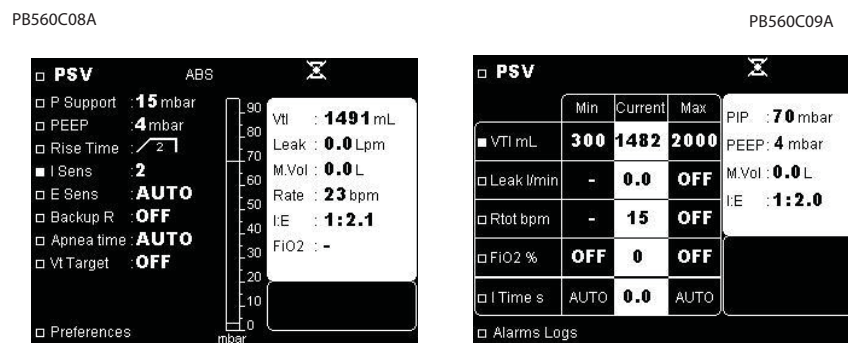 PB560C08A
PB560C09A
PSV ABS
P Support :15 mbar
PEEP :4 mbar
Rise Time : 2
I Sens :2
E Sens :AUTO
Backup R :OFF
Apnea time :AUTO
Vt Target :OFF
Preferences
90
80
70
60
50
40
30
20
10
0
mbar
Vtl : 1491 mL
Leak : 0.0 Lpm
M.Vol : 0.0 L
Rate : 23 bpm
I:E : 1:2.1
FiO2 : -
PSV
Min Current Max
VTI mL 300 1482 2000
Leak l/min - 0.0 OFF
Rtot bpm - 15 OFF
FiO2 % OFF 0 OFF
I Time s AUTO 0.0 AUTO
Alarms Logs
PIP : 70 mbar
PEEP: 4 mbar
M.Vol : 0.0 L
I:E : 1:2.0